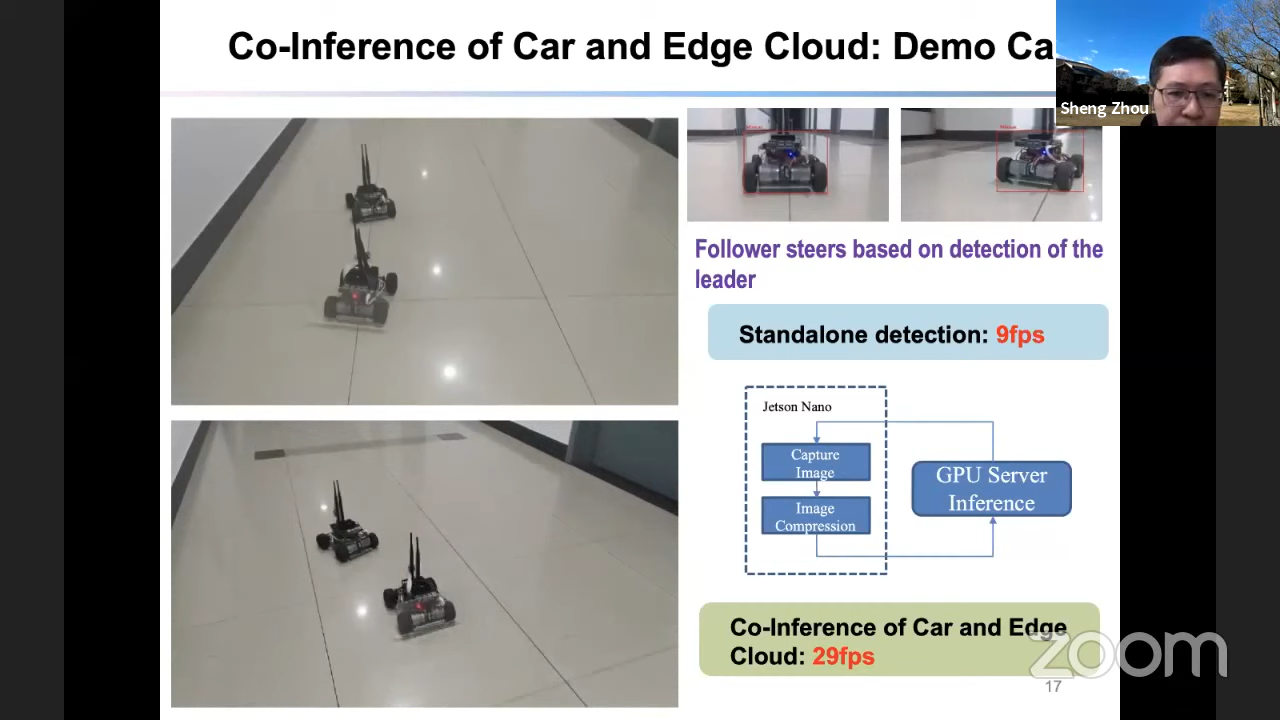 Co-Inference of Car and Edge Cloud: Demo Ca
Sheng Zhou
Follower steers based on detection of the
leader
Standalone detection: 9fps
Jetson Nano
Capture
Image
Image
Compression
GPU Server
Inference
Co-Inference of Car and Edge
Cloud: 29fps
zoom
17